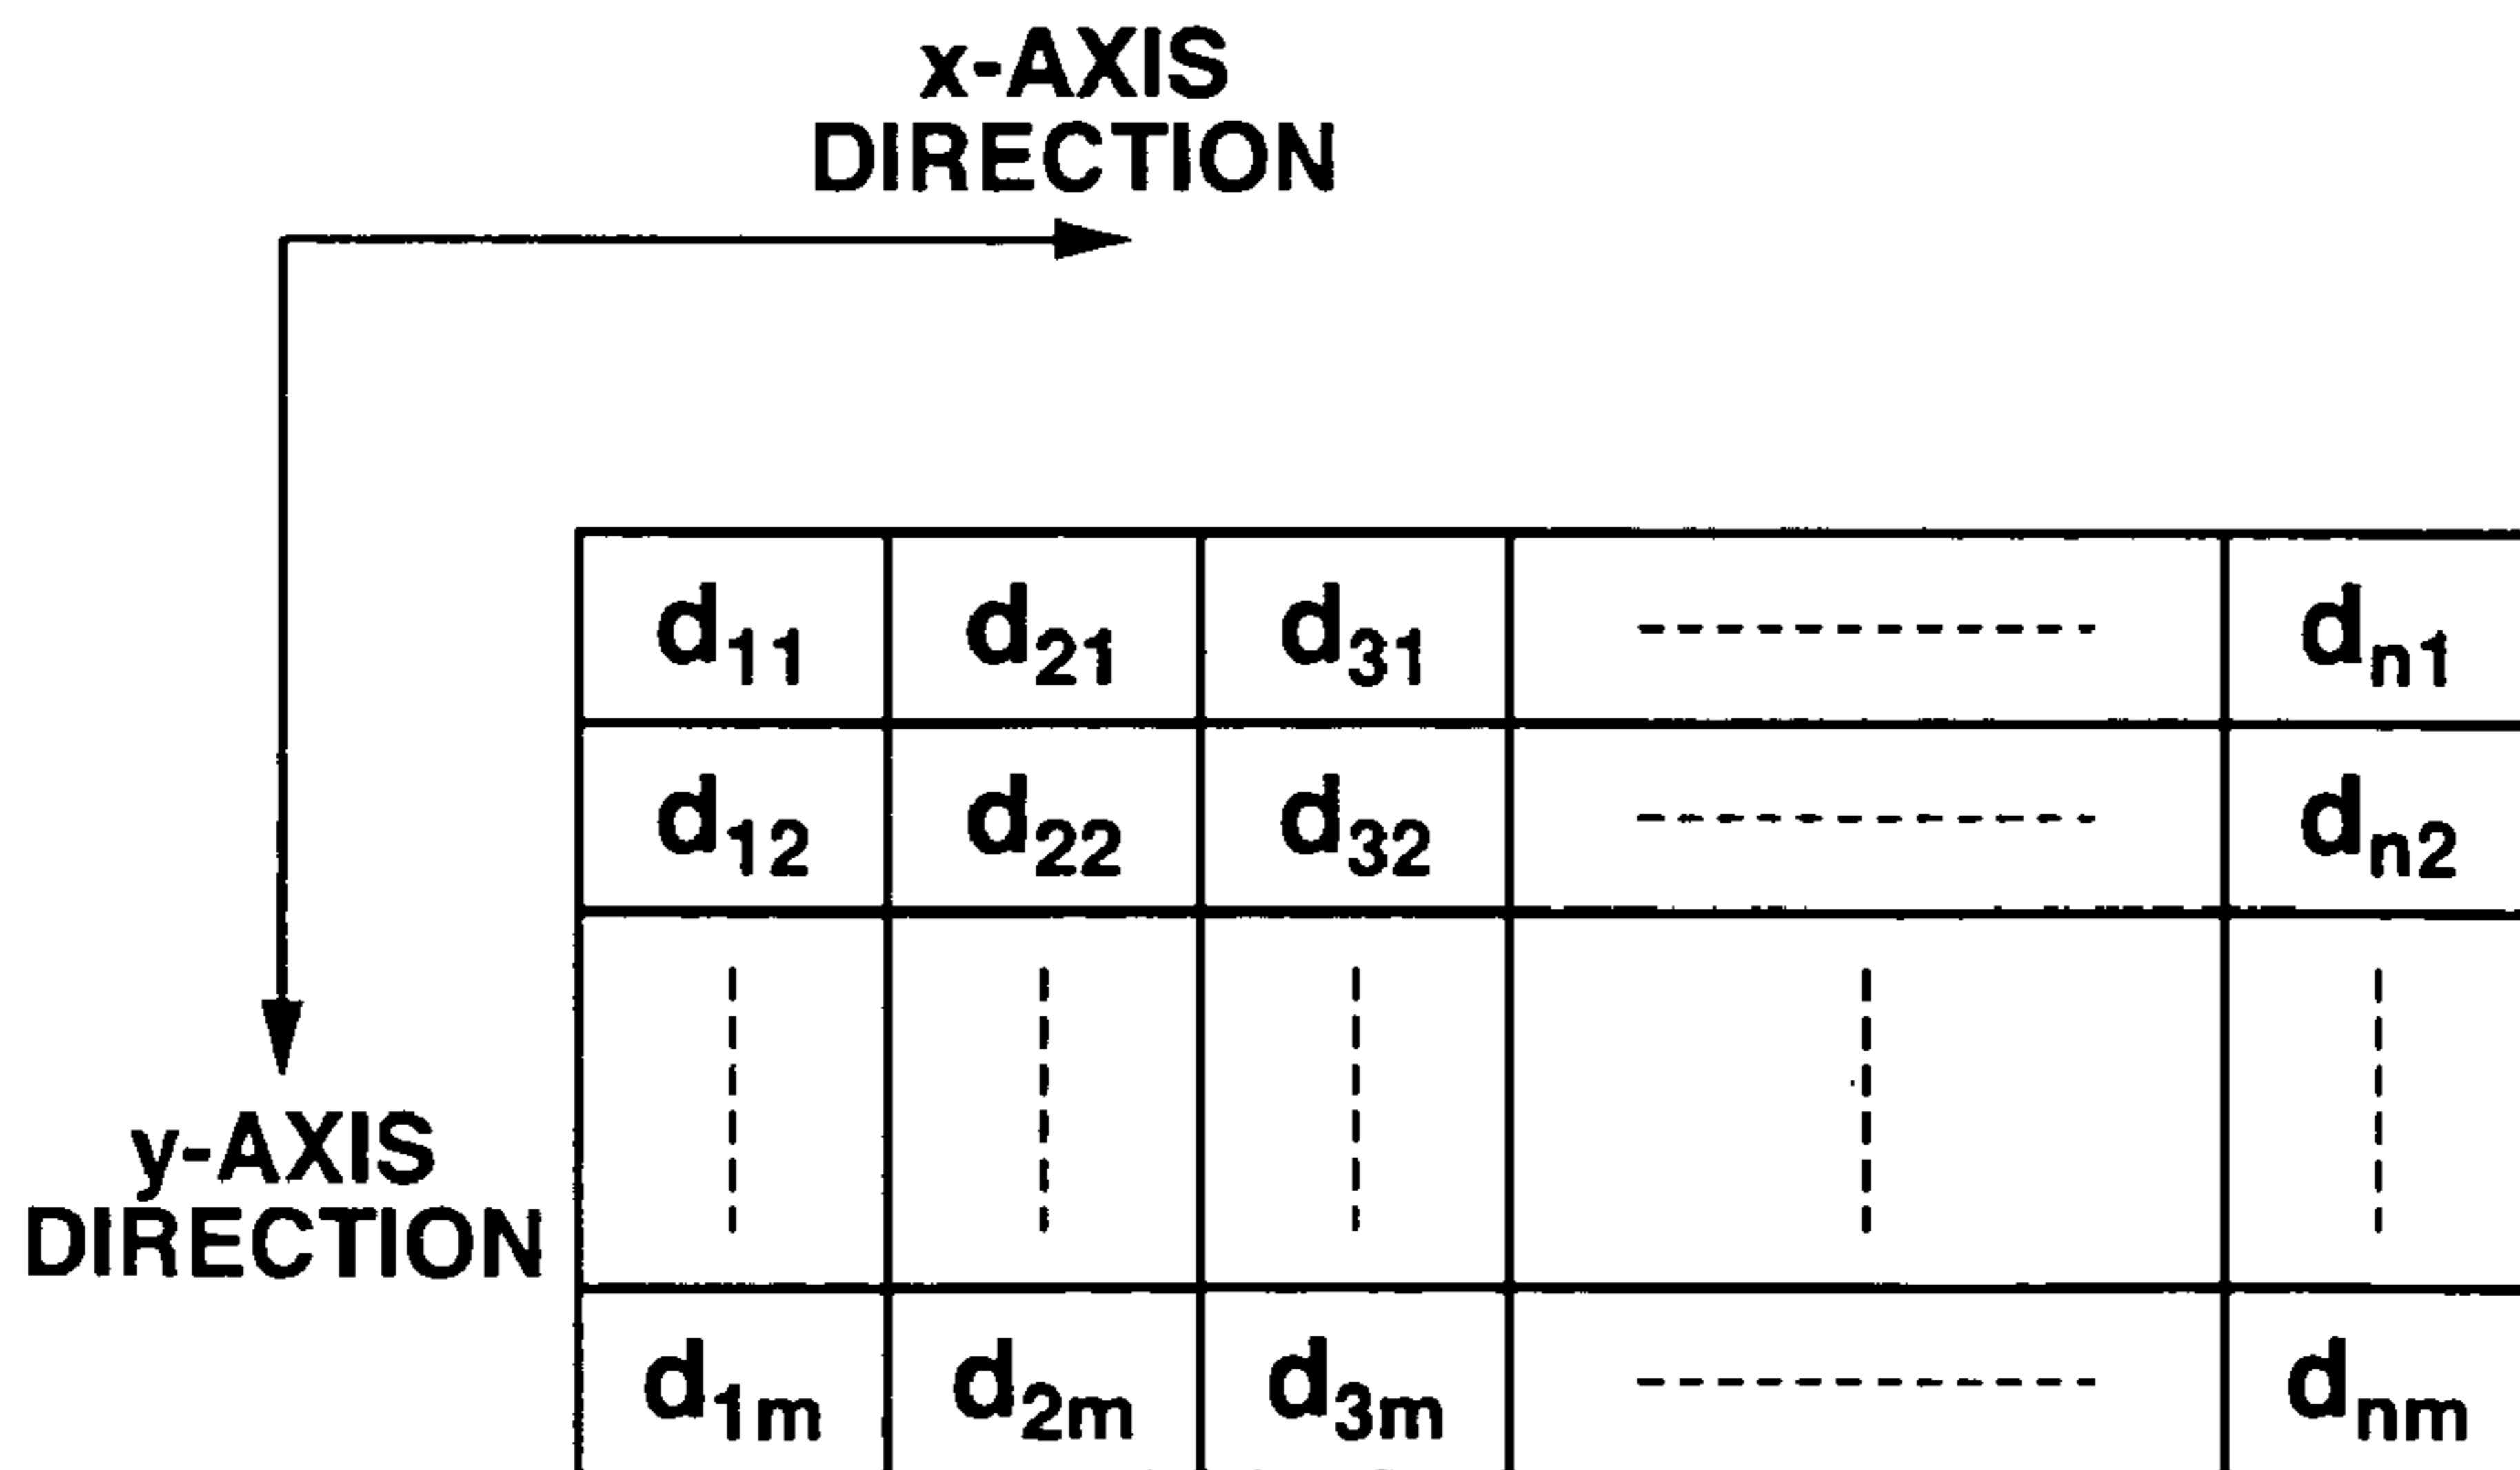 x-AXIS
DIRECTION
d11 d21 d31 dn1
d12 d22 d32 dn2
y-AXIS
DIRECTION
d1m d2m d3m dnm